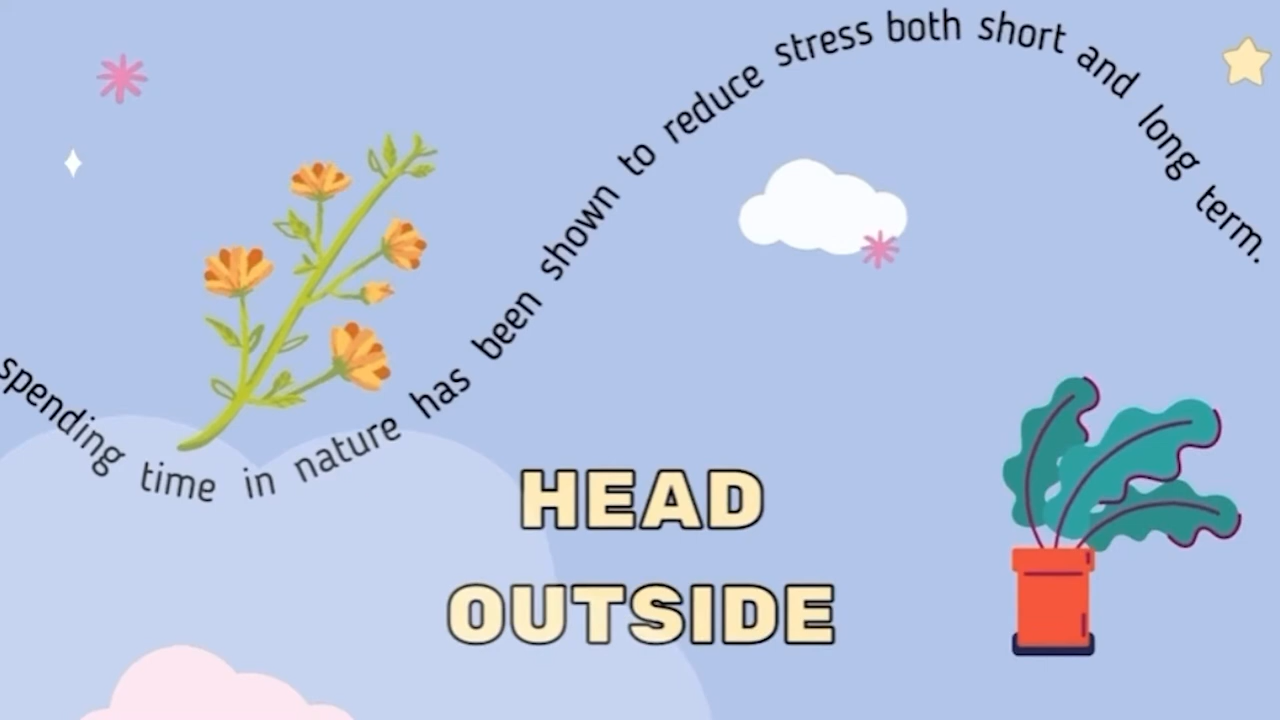 spending time in nature has been shown to reduce stress both short and long term.
HEAD
OUTSIDE